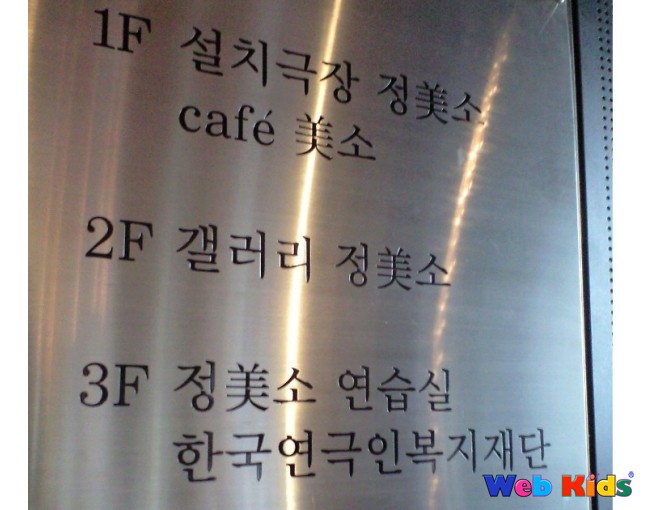 1F 설치극장 정美소
café 美소
2F 갤러리 정美소
3F 정美소 연습실
한국연극인복지재단
Web Kids®